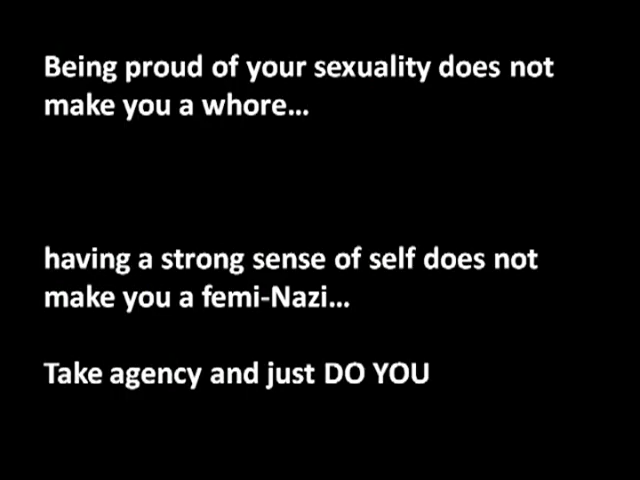 Being proud of your sexuality does not
make you a whore…
having a strong sense of self does not
make you a femi-Nazi…
Take agency and just DO YOU